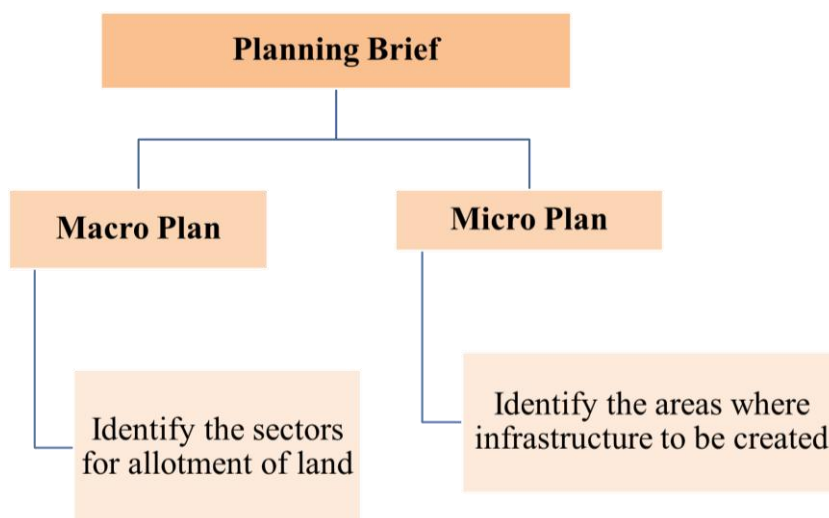 Planning Brief
Macro Plan
Micro Plan
Identify the sectors
for allotment of land
Identify the areas where
infrastructure to be created